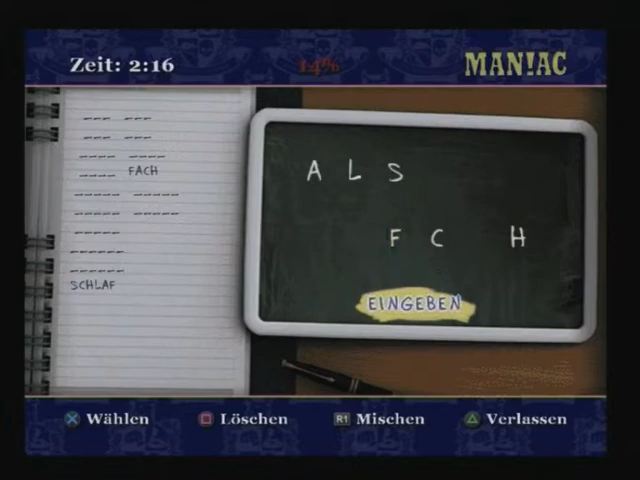 Zeit: 2:16 14% MAN!AC
FACH
SCHLAF
A L S
F C H
EINGEBEN
Wählen Löschen R1 Mischen Verlassen